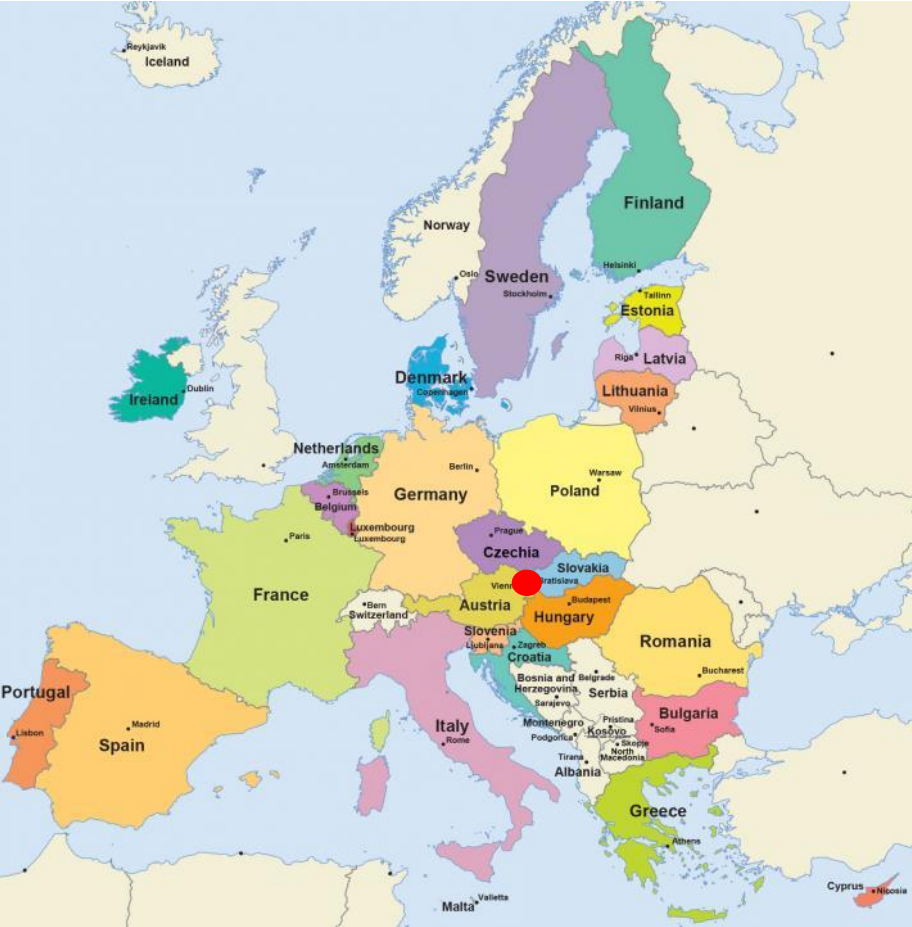 Reykjavik
Iceland
Norway
Finland
Oslo
Sweden
Stockholm
Helsinki
Tallinn
Estonia
Riga
Latvia
Denmark
Copenhagen
Lithuania
Vilnius
Dublin
Ireland
Netherlands
Amsterdam
Berlin
Germany
Warsaw
Poland
Brussels
Belgium
Luxembourg
Luxembourg
Paris
Prague
Czechia
Slovakia
France
Austria
Budapest
Hungary
Bern
Switzerland
Slovenia
Ljubljana
Zagreb
Croatia
Romania
Bucharest
Bosnia and
Herzegovina
Sarajevo
Belgrade
Serbia
Portugal
Lisbon
Madrid
Spain
Italy
Rome
Montenegro
Podgorica
Pristina
Kosovo
Bulgaria
Sofia
Skopje
North
Macedonia
Tirana
Albania
Greece
Athens
Malta
Valletta
Cyprus
Nicosia